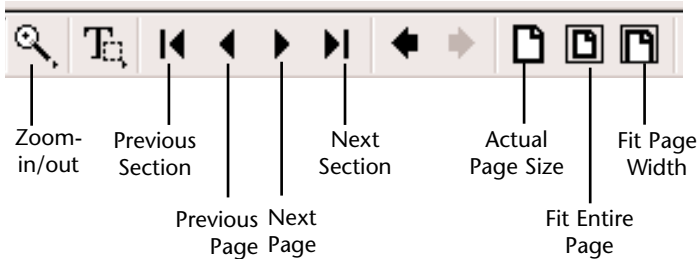 Zoom-
in/out
Previous
Section
Previous
Page
Next
Page
Next
Section
Actual
Page Size
Fit Entire
Page
Fit Page
Width